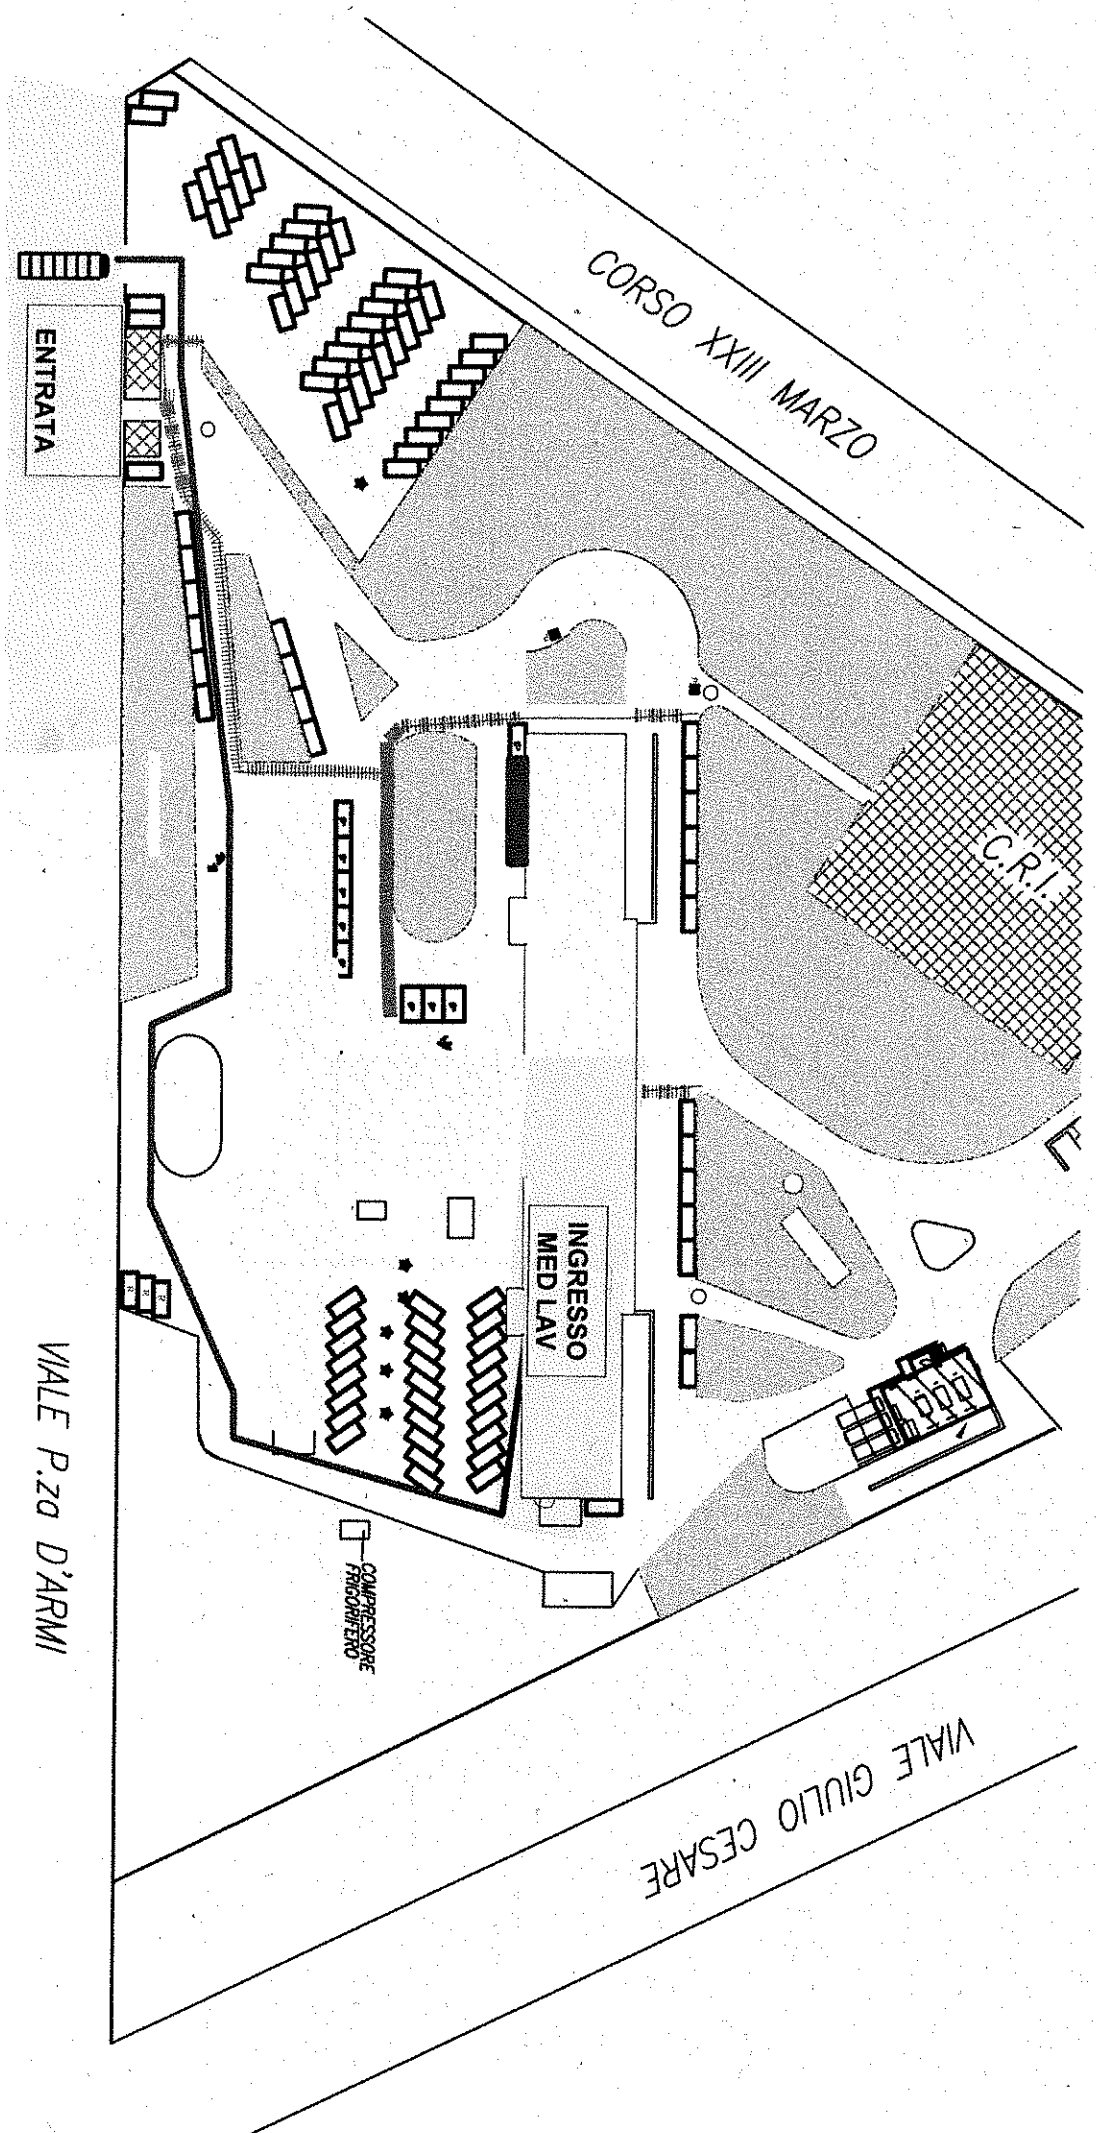 CORSO XXIII MARZO
C.R.I.
ENTRATA
INGRESSO
MED LAV
COMPRESSORE
FRIGORIFERO
VIALE P.za D'ARMI
VIALE GIULIO CESARE